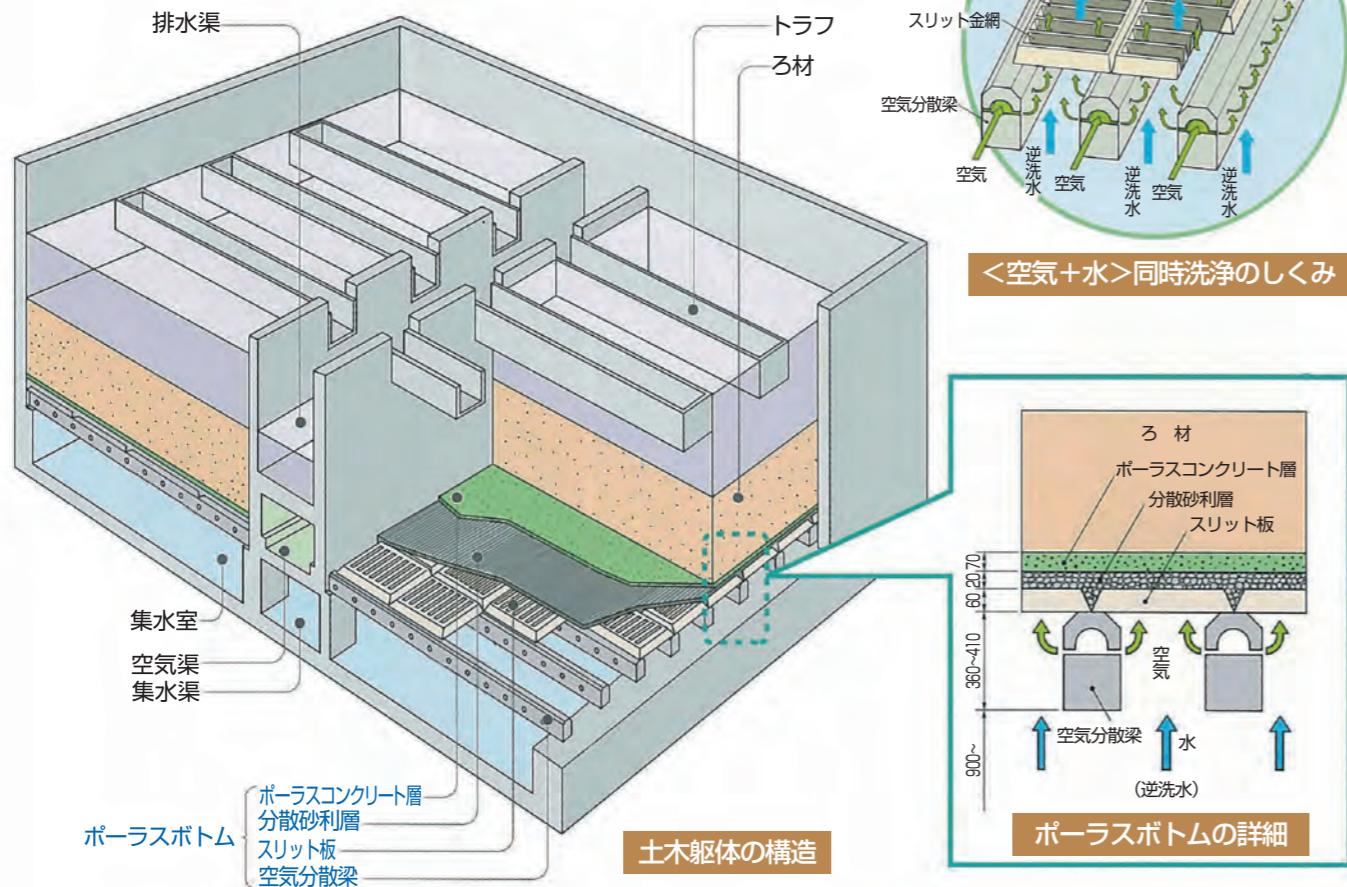 排水渠
トラフ
ろ材
集水室
空気渠
集水渠
ポーラスボトム
ポーラスコンクリート層
分散砂利層
スリット板
空気分散梁
土木躯体の構造
スリット金網
空気分散梁
空気
逆洗水
空気
逆洗水
空気
逆洗水
<空気+水>同時洗浄のしくみ
ろ 材
ポーラスコンクリート層
分散砂利層
スリット板
70
20
60
360~410
900~
空気
空気分散梁
水
(逆洗水)
ポーラスボトムの詳細